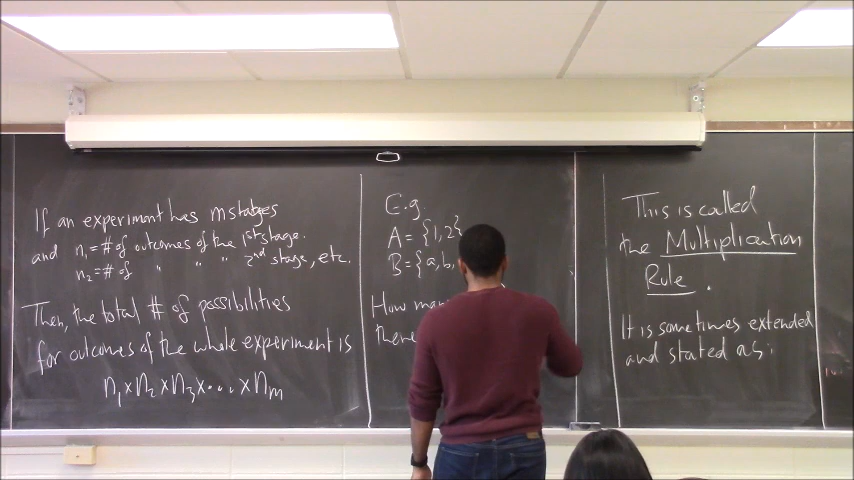 If an experiment has m stages
and n₁ = # of outcomes of the 1st stage.
n₂ = # of " " " 2nd stage, etc.
Then, the total # of possibilities
for outcomes of the whole experiment is
n₁ × n₂ × n₃ × ... × nₘ
E.g.
A = {1, 2}
B = {a, b,
How man
there
This is called
the Multiplication
Rule.
It is sometimes extended
and stated as: